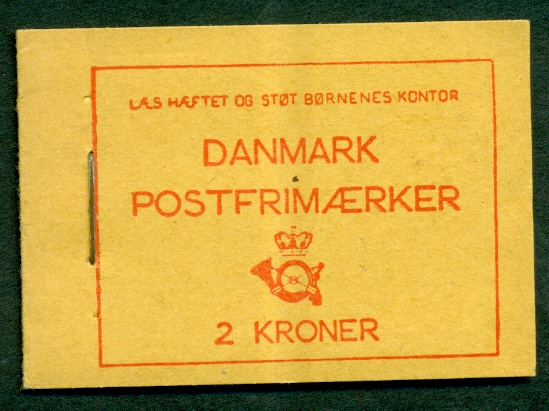 LÆS HÆFTET OG STØT BØRNENES KONTOR
DANMARK
POSTFRIMÆRKER
2 KRONER